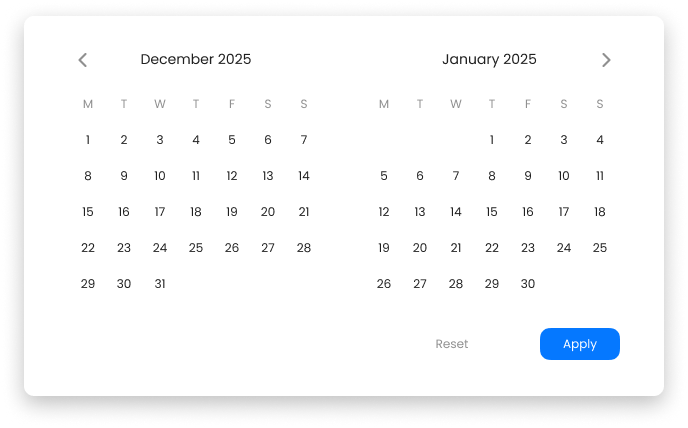 December 2025 January 2025
M T W T F S S M T W T F S S
1 2 3 4 5 6 7 1 2 3 4
8 9 10 11 12 13 14 5 6 7 8 9 10 11
15 16 17 18 19 20 21 12 13 14 15 16 17 18
22 23 24 25 26 27 28 19 20 21 22 23 24 25
29 30 31 26 27 28 29 30
Reset Apply